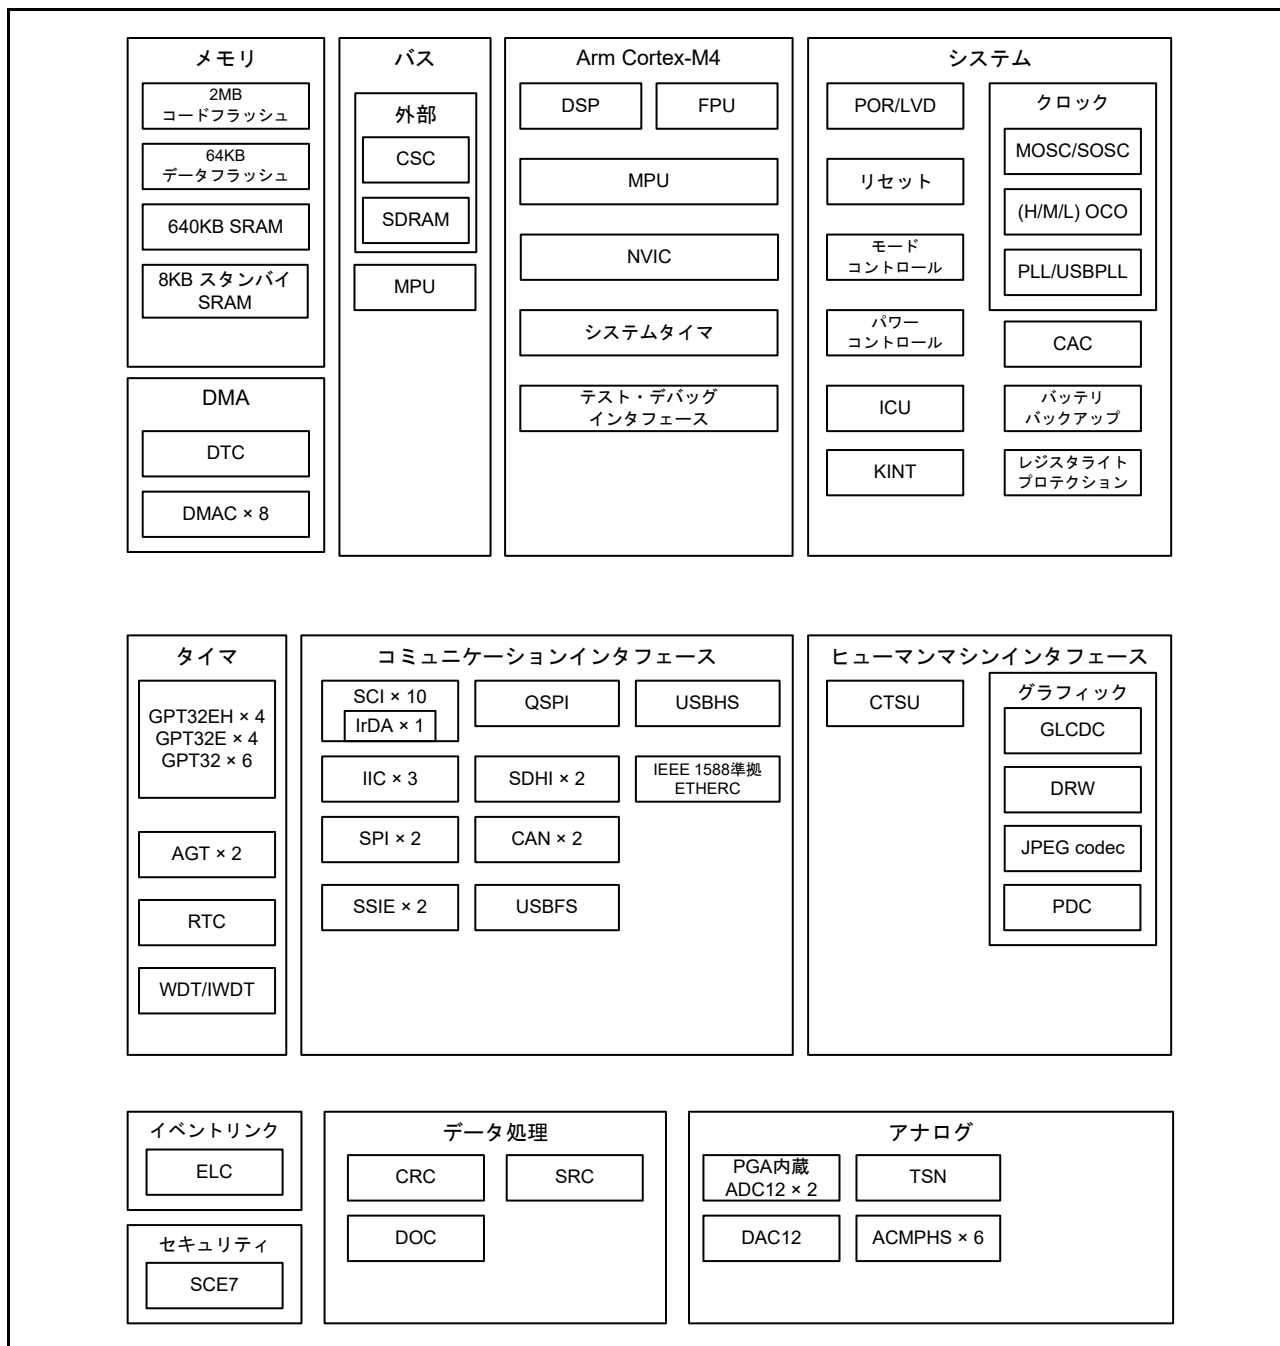 メモリ
2MB
コードフラッシュ
64KB
データフラッシュ
640KB SRAM
8KB スタンバイ
SRAM
DMA
DTC
DMAC × 8
バス
外部
CSC
SDRAM
MPU
Arm Cortex-M4
DSP
FPU
MPU
NVIC
システムタイマ
テスト・デバッグ
インタフェース
システム
POR/LVD
リセット
モード
コントロール
パワー
コントロール
ICU
KINT
クロック
MOSC/SOSC
(H/M/L) OCO
PLL/USBPLL
CAC
バッテリ
バックアップ
レジスタライト
プロテクション
タイマ
GPT32EH × 4
GPT32E × 4
GPT32 × 6
AGT × 2
RTC
WDT/IWDT
コミュニケーションインタフェース
SCI × 10
IrDA × 1
IIC × 3
SPI × 2
SSIE × 2
QSPI
SDHI × 2
CAN × 2
USBFS
USBHS
IEEE 1588準拠
ETHERC
ヒューマンマシンインタフェース
CTSU
グラフィック
GLCDC
DRW
JPEG codec
PDC
イベントリンク
ELC
セキュリティ
SCE7
データ処理
CRC
SRC
DOC
アナログ
PGA内蔵
ADC12 × 2
TSN
DAC12
ACMPHS × 6